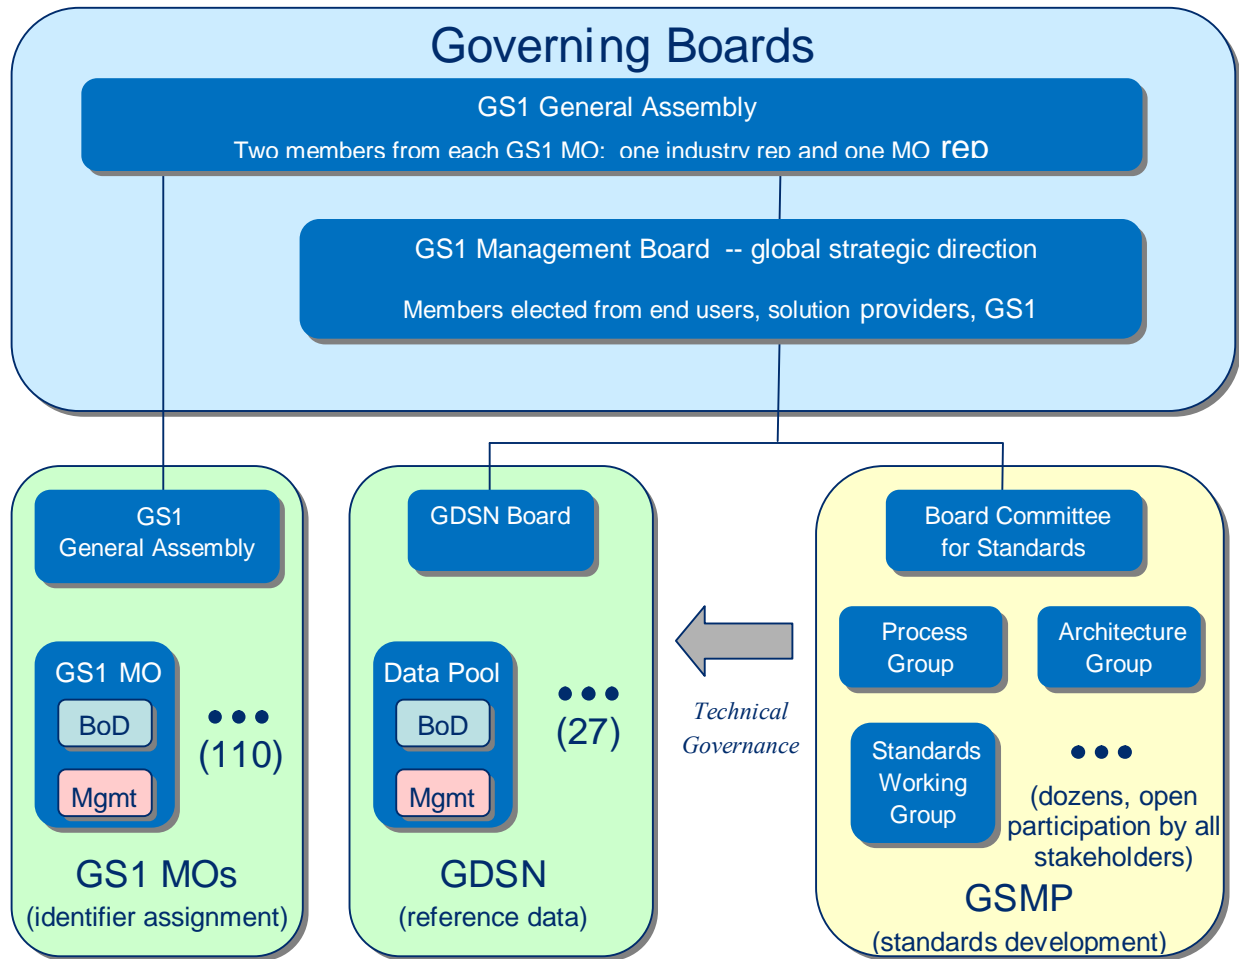 Governing Boards
GS1 General Assembly
Two members from each GS1 MO: one industry rep and one MO rep
GS1 Management Board -- global strategic direction
Members elected from end users, solution providers, GS1
GS1
General Assembly
GS1 MO
BoD
Mgmt
•••
(110)
GS1 MOs
(identifier assignment)
GDSN Board
Data Pool
BoD
Mgmt
•••
(27)
GDSN
(reference data)
Technical
Governance
Board Committee
for Standards
Process
Group
Architecture
Group
Standards
Working
Group
•••
(dozens, open
participation by all
stakeholders)
GSMP
(standards development)